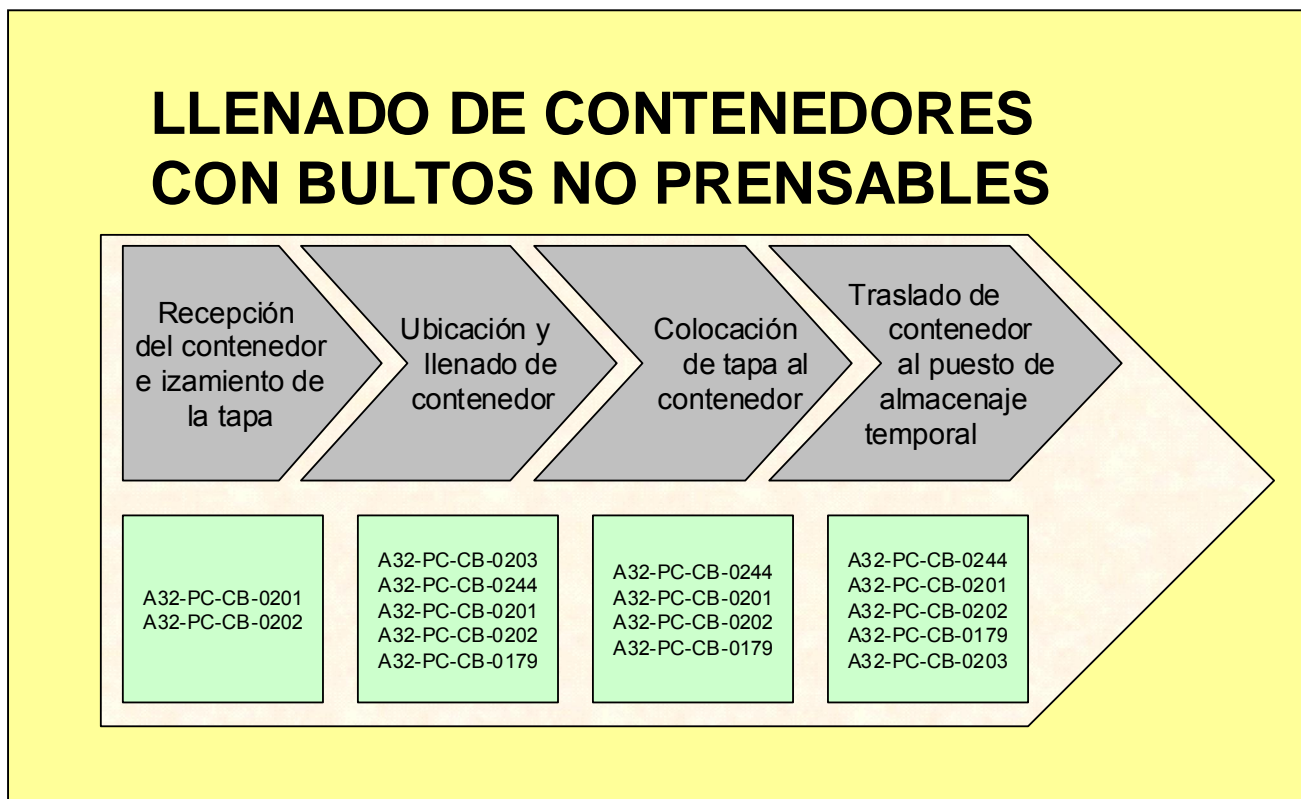 LLENADO DE CONTENEDORES
CON BULTOS NO PRENSABLES
Recepción
del contenedor
e izamiento de
la tapa
Ubicación y
llenado de
contenedor
Colocación
de tapa al
contenedor
Traslado de
contenedor
al puesto de
almacenaje
temporal
A32-PC-CB-0201
A32-PC-CB-0202
A32-PC-CB-0203
A32-PC-CB-0244
A32-PC-CB-0201
A32-PC-CB-0202
A32-PC-CB-0179
A32-PC-CB-0244
A32-PC-CB-0201
A32-PC-CB-0202
A32-PC-CB-0179
A32-PC-CB-0244
A32-PC-CB-0201
A32-PC-CB-0202
A32-PC-CB-0179
A32-PC-CB-0203